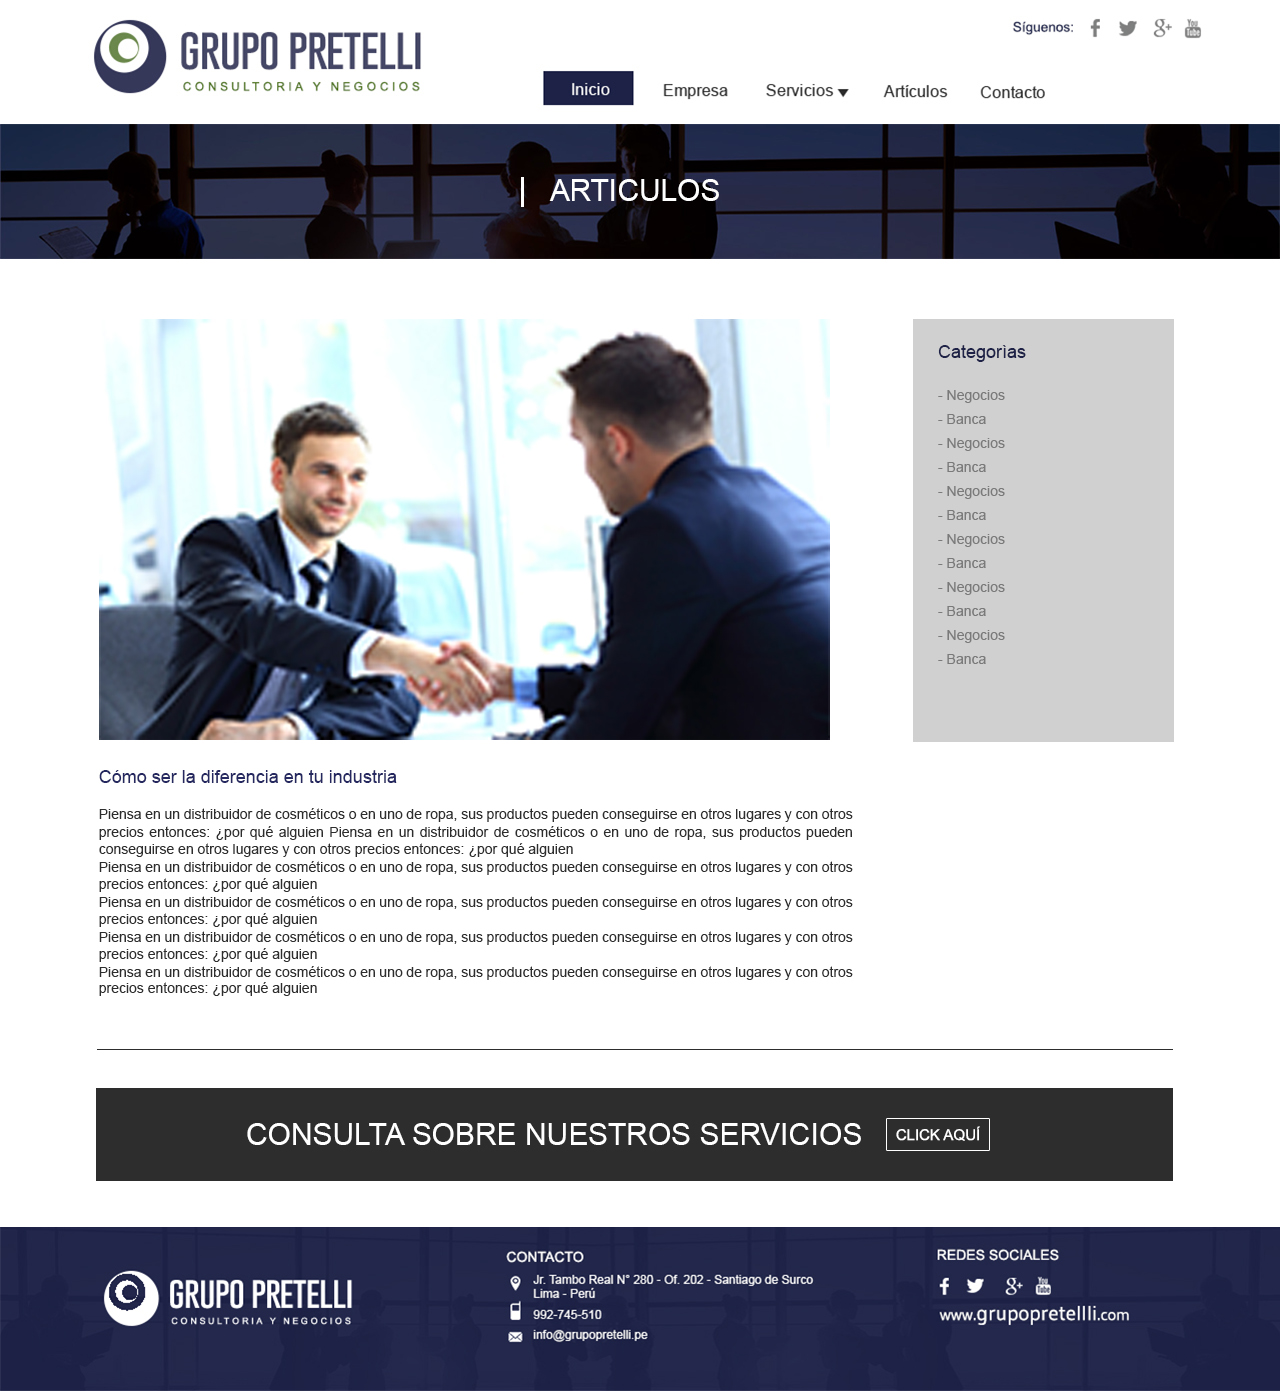 GRUPO PRETELLI
CONSULTORIA Y NEGOCIOS
Síguenos:
You
Tube
Inicio
Empresa
Servicios
Artículos
Contacto
ARTICULOS
Categorìas
- Negocios
- Banca
- Negocios
- Banca
- Negocios
- Banca
- Negocios
- Banca
- Negocios
- Banca
- Negocios
- Banca
Cómo ser la diferencia en tu industria
Piensa en un distribuidor de cosméticos o en uno de ropa, sus productos pueden conseguirse en otros lugares y con otros
precios entonces: ¿por qué alguien Piensa en un distribuidor de cosméticos o en uno de ropa, sus productos pueden
conseguirse en otros lugares y con otros precios entonces: ¿por qué alguien
Piensa en un distribuidor de cosméticos o en uno de ropa, sus productos pueden conseguirse en otros lugares y con otros
precios entonces: ¿por qué alguien
Piensa en un distribuidor de cosméticos o en uno de ropa, sus productos pueden conseguirse en otros lugares y con otros
precios entonces: ¿por qué alguien
Piensa en un distribuidor de cosméticos o en uno de ropa, sus productos pueden conseguirse en otros lugares y con otros
precios entonces: ¿por qué alguien
Piensa en un distribuidor de cosméticos o en uno de ropa, sus productos pueden conseguirse en otros lugares y con otros
precios entonces: ¿por qué alguien
CONSULTA SOBRE NUESTROS SERVICIOS
CLICK AQUÍ
GRUPO PRETELLI
CONSULTORIA Y NEGOCIOS
CONTACTO
Jr. Tambo Real N° 280 - Of. 202 - Santiago de Surco
Lima - Perú
992-745-510
info@grupopretelli.pe
REDES SOCIALES
You
Tube
www.grupopretellli.com